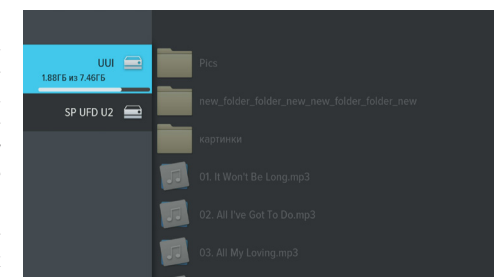 UUI
1.88ГБ из 7.46ГБ
SP UFD U2
Pics
new_folder_folder_new_new_folder_folder_new
картинки
01. It Won't Be Long.mp3
02. All I've Got To Do.mp3
03. All My Loving.mp3